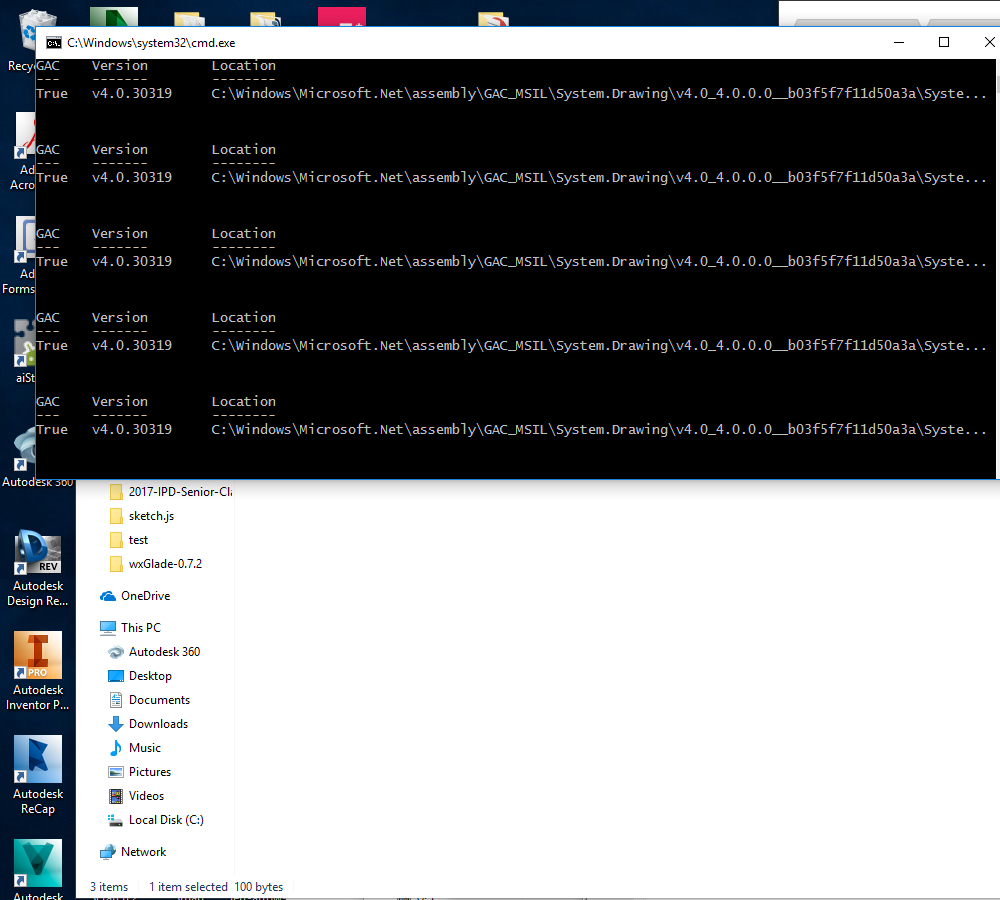 C:\Windows\system32\cmd.exe
GAC Version Location
--- ------- --------
True v4.0.30319 C:\Windows\Microsoft.Net\assembly\GAC_MSIL\System.Drawing\v4.0_4.0.0.0__b03f5f7f11d50a3a\Syste...
GAC Version Location
--- ------- --------
True v4.0.30319 C:\Windows\Microsoft.Net\assembly\GAC_MSIL\System.Drawing\v4.0_4.0.0.0__b03f5f7f11d50a3a\Syste...
GAC Version Location
--- ------- --------
True v4.0.30319 C:\Windows\Microsoft.Net\assembly\GAC_MSIL\System.Drawing\v4.0_4.0.0.0__b03f5f7f11d50a3a\Syste...
GAC Version Location
--- ------- --------
True v4.0.30319 C:\Windows\Microsoft.Net\assembly\GAC_MSIL\System.Drawing\v4.0_4.0.0.0__b03f5f7f11d50a3a\Syste...
GAC Version Location
--- ------- --------
True v4.0.30319 C:\Windows\Microsoft.Net\assembly\GAC_MSIL\System.Drawing\v4.0_4.0.0.0__b03f5f7f11d50a3a\Syste...
Recy
Ad
Acro
Ad
Forms
aiSt
Autodesk 360
REV
Autodesk
Design Re...
PRO
Autodesk
Inventor P...
Autodesk
ReCap
Autodesk
2017-IPD-Senior-Cla
sketch.js
test
wxGlade-0.7.2
OneDrive
This PC
Autodesk 360
Desktop
Documents
Downloads
Music
Pictures
Videos
Local Disk (C:)
Network
3 items 1 item selected 100 bytes